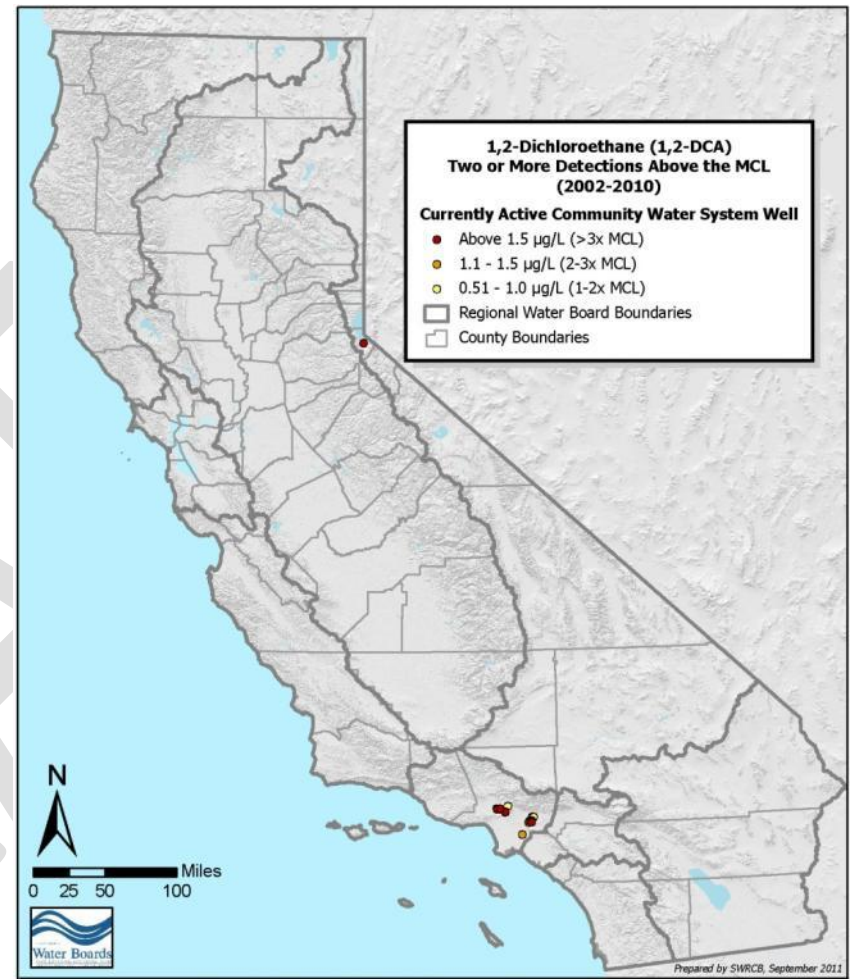 1,2-Dichloroethane (1,2-DCA)
Two or More Detections Above the MCL
(2002-2010)
Currently Active Community Water System Well
Above 1.5 µg/L (>3x MCL)
1.1 - 1.5 µg/L (2-3x MCL)
0.51 - 1.0 µg/L (1-2x MCL)
Regional Water Board Boundaries
County Boundaries
N
Miles
0 25 50 100
Water Boards
Prepared by SWRCB, September 2011